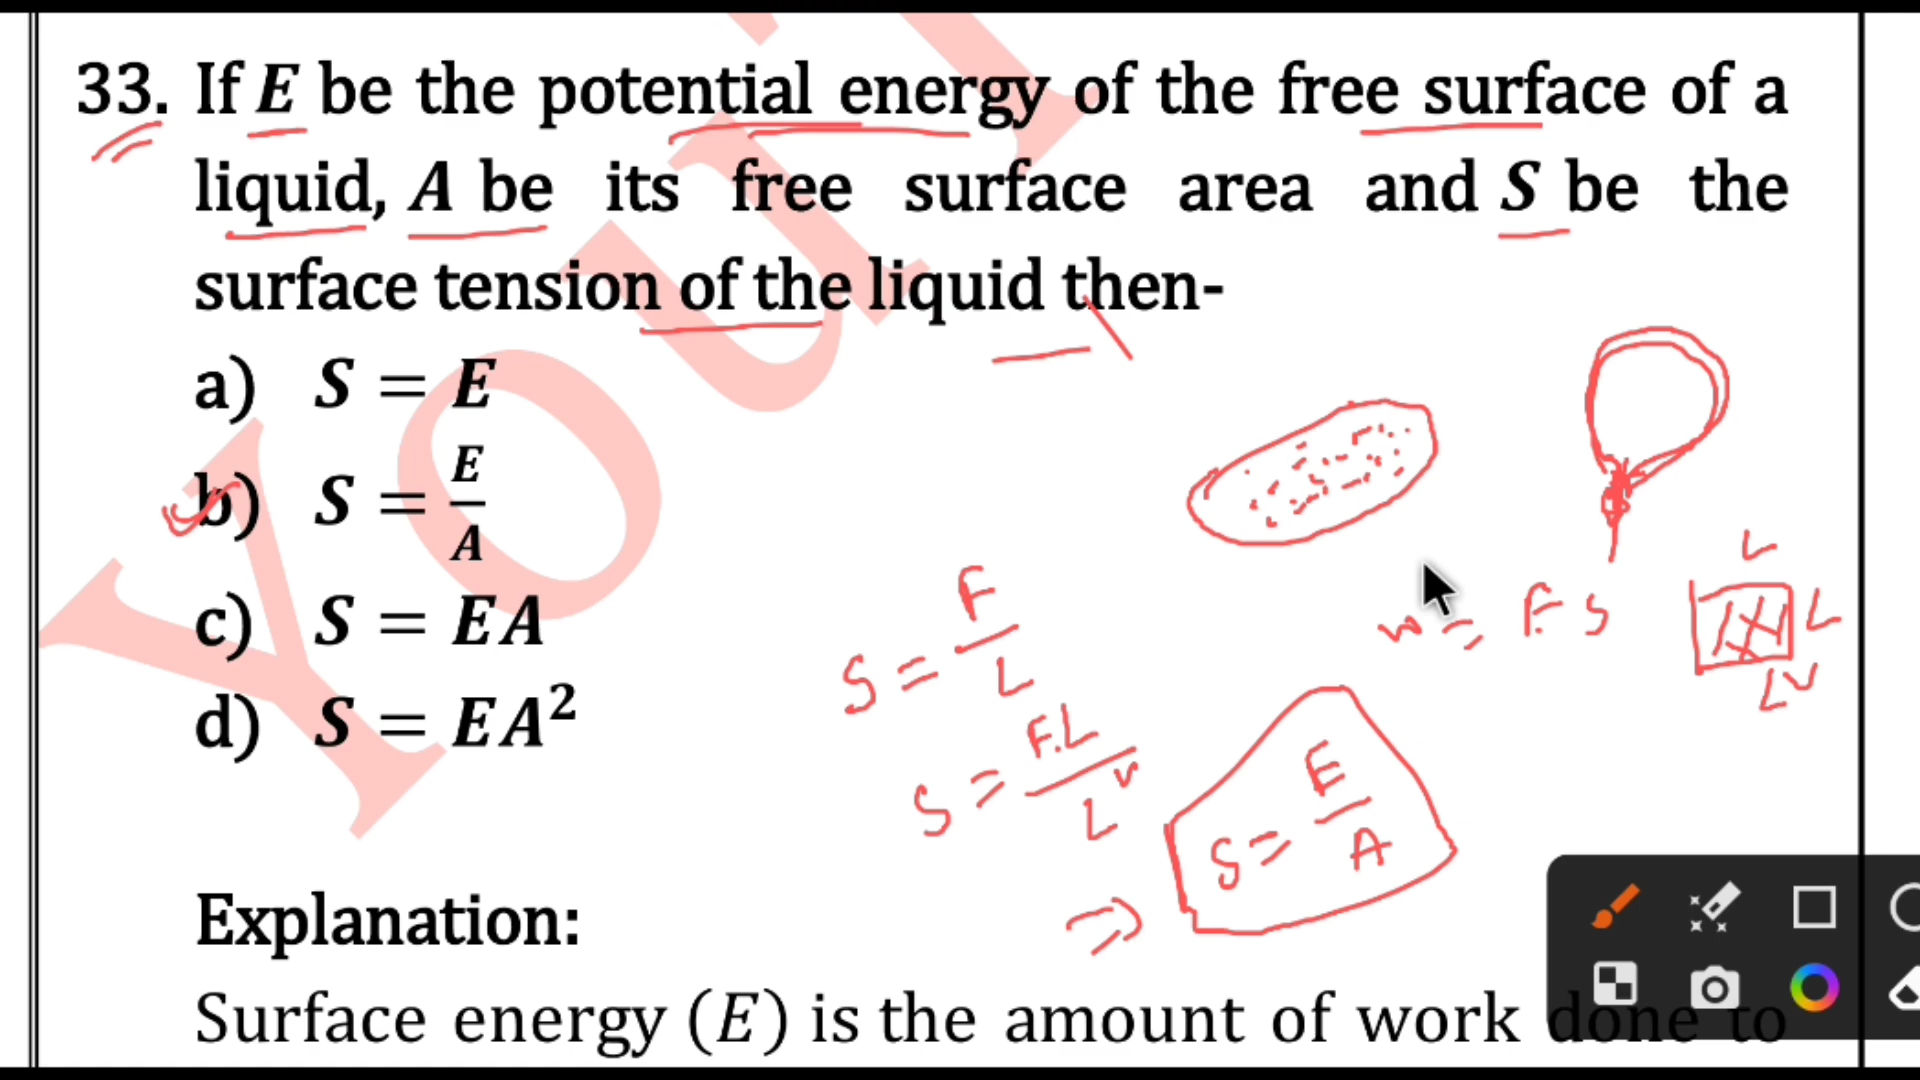 33. If E be the potential energy of the free surface of a
liquid, A be its free surface area and S be the
surface tension of the liquid then-
a) S = E
b) S = E/A
c) S = EA
d) S = EA²
S = F/L
S = F.L/L²
⇒ S = E/A
W = F.S
L
L
L²
Explanation:
Surface energy (E) is the amount of work done to
You